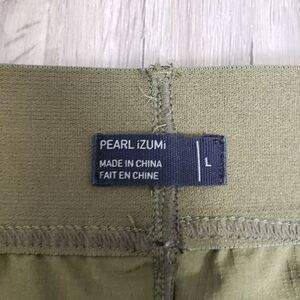 PEARL iZUMi
MADE IN CHINA
FAIT EN CHINE
L